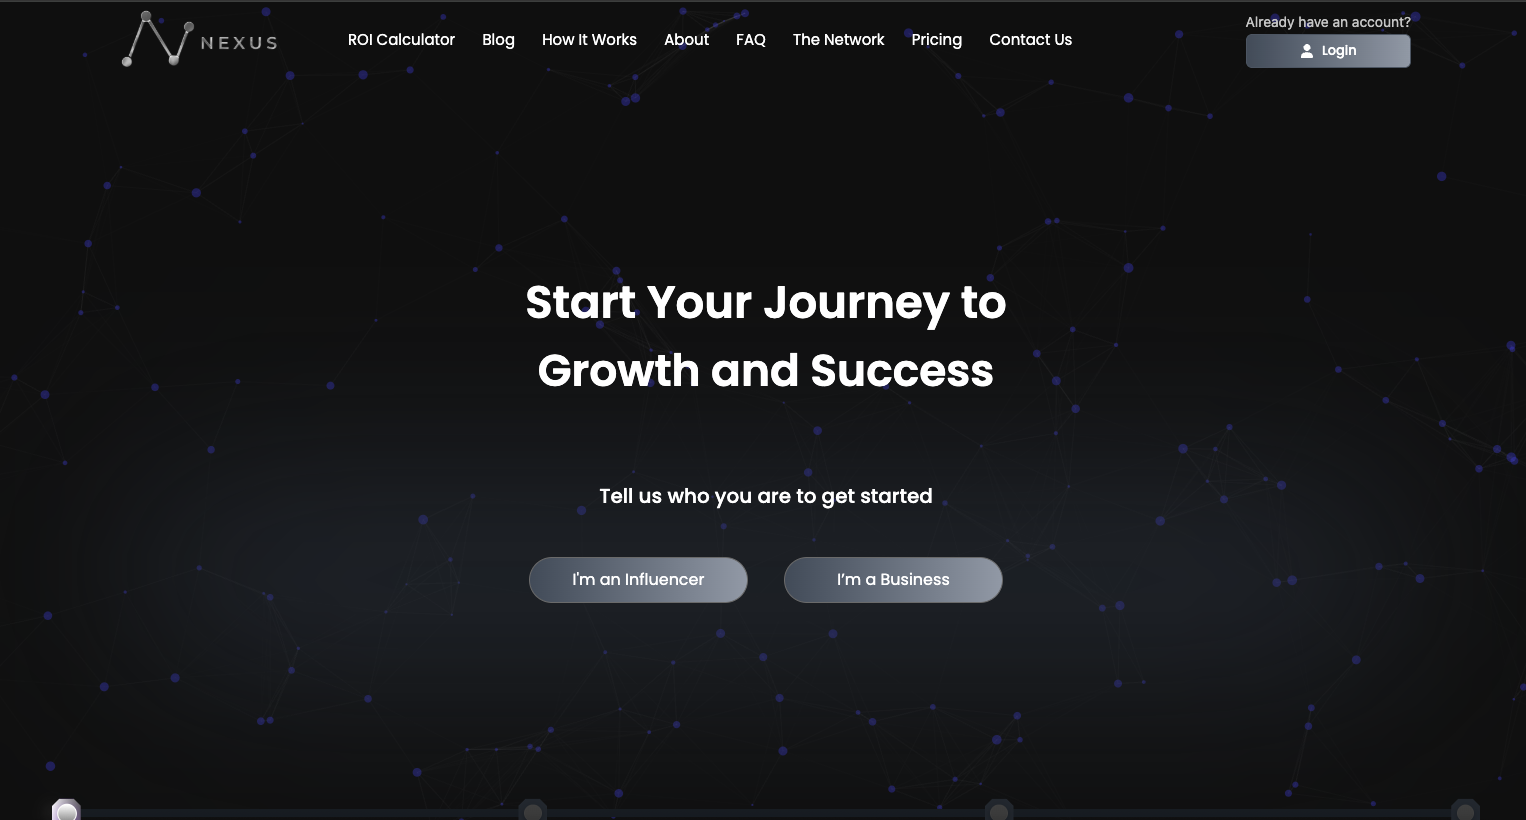 NEXUS
ROI Calculator
Blog
How It Works
About
FAQ
The Network
Pricing
Contact Us
Already have an account?
Login
Start Your Journey to
Growth and Success
Tell us who you are to get started
I'm an Influencer
I’m a Business